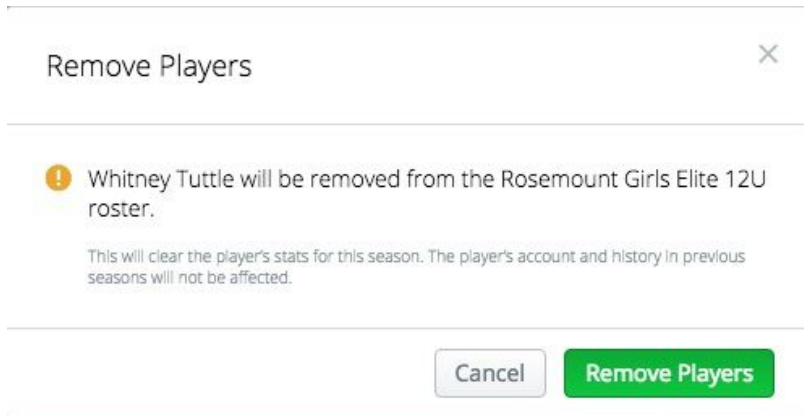 Remove Players
Whitney Tuttle will be removed from the Rosemount Girls Elite 12U
roster.
This will clear the player's stats for this season. The player's account and history in previous
seasons will not be affected.
Cancel
Remove Players